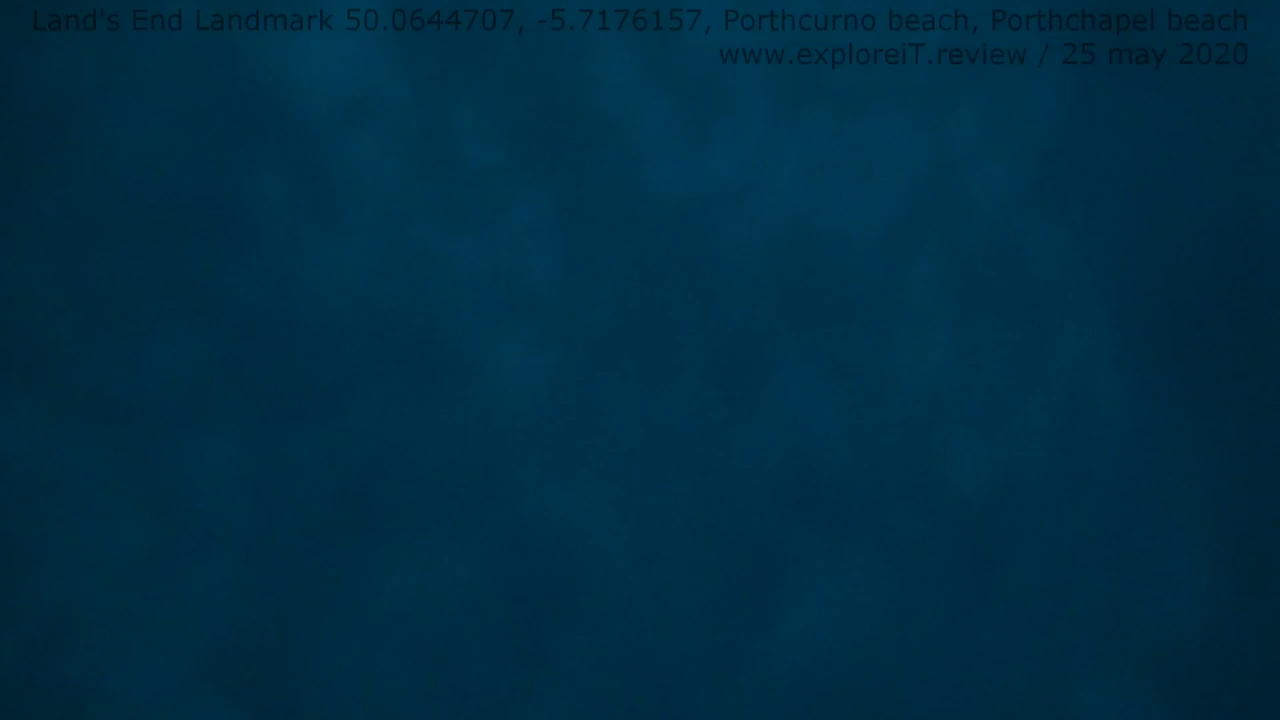 Land's End Landmark 50.0644707, -5.7176157, Porthcurno beach, Porthchapel beach
www.exploreiT.review / 25 may 2020